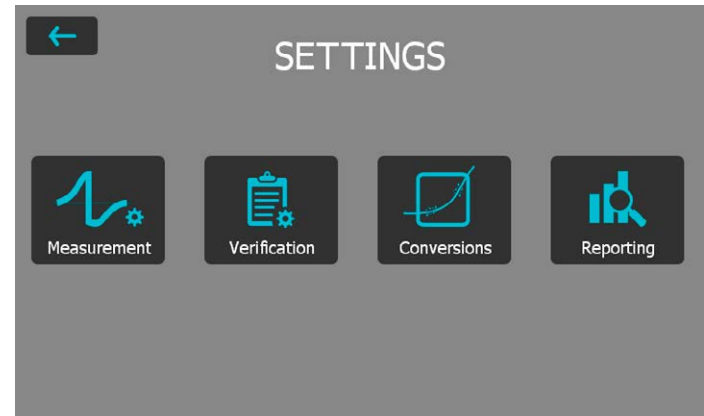 SETTINGS
Measurement
Verification
Conversions
Reporting